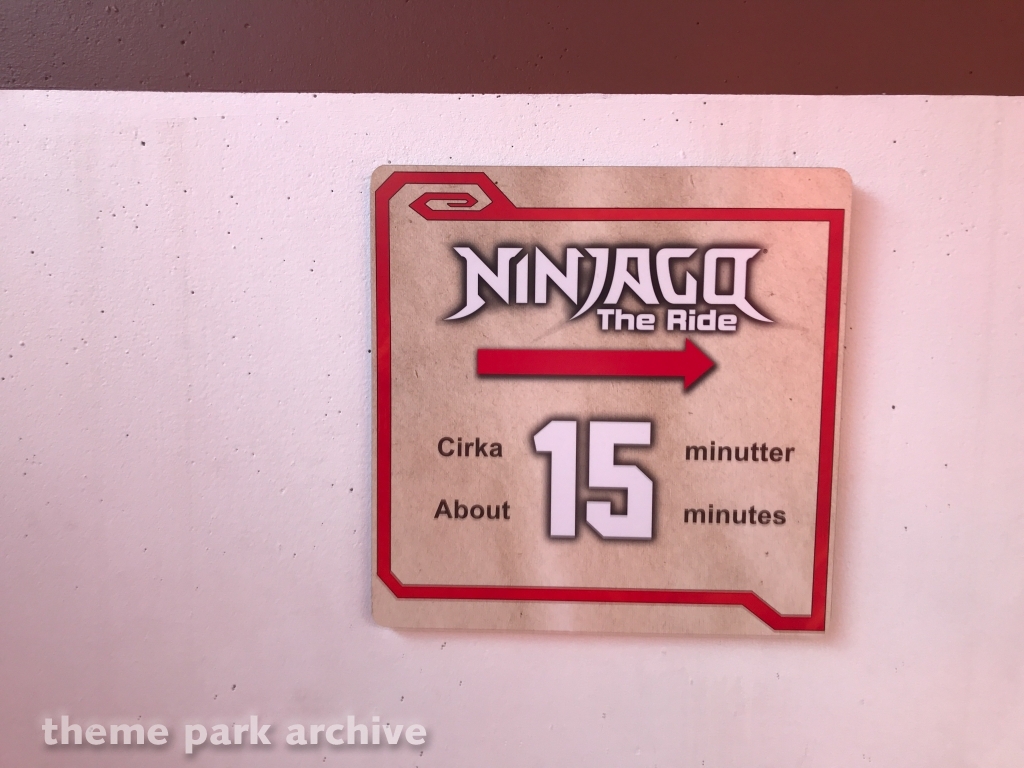 NINJAGO
The Ride
Cirka 15 minutter
About minutes
theme park archive